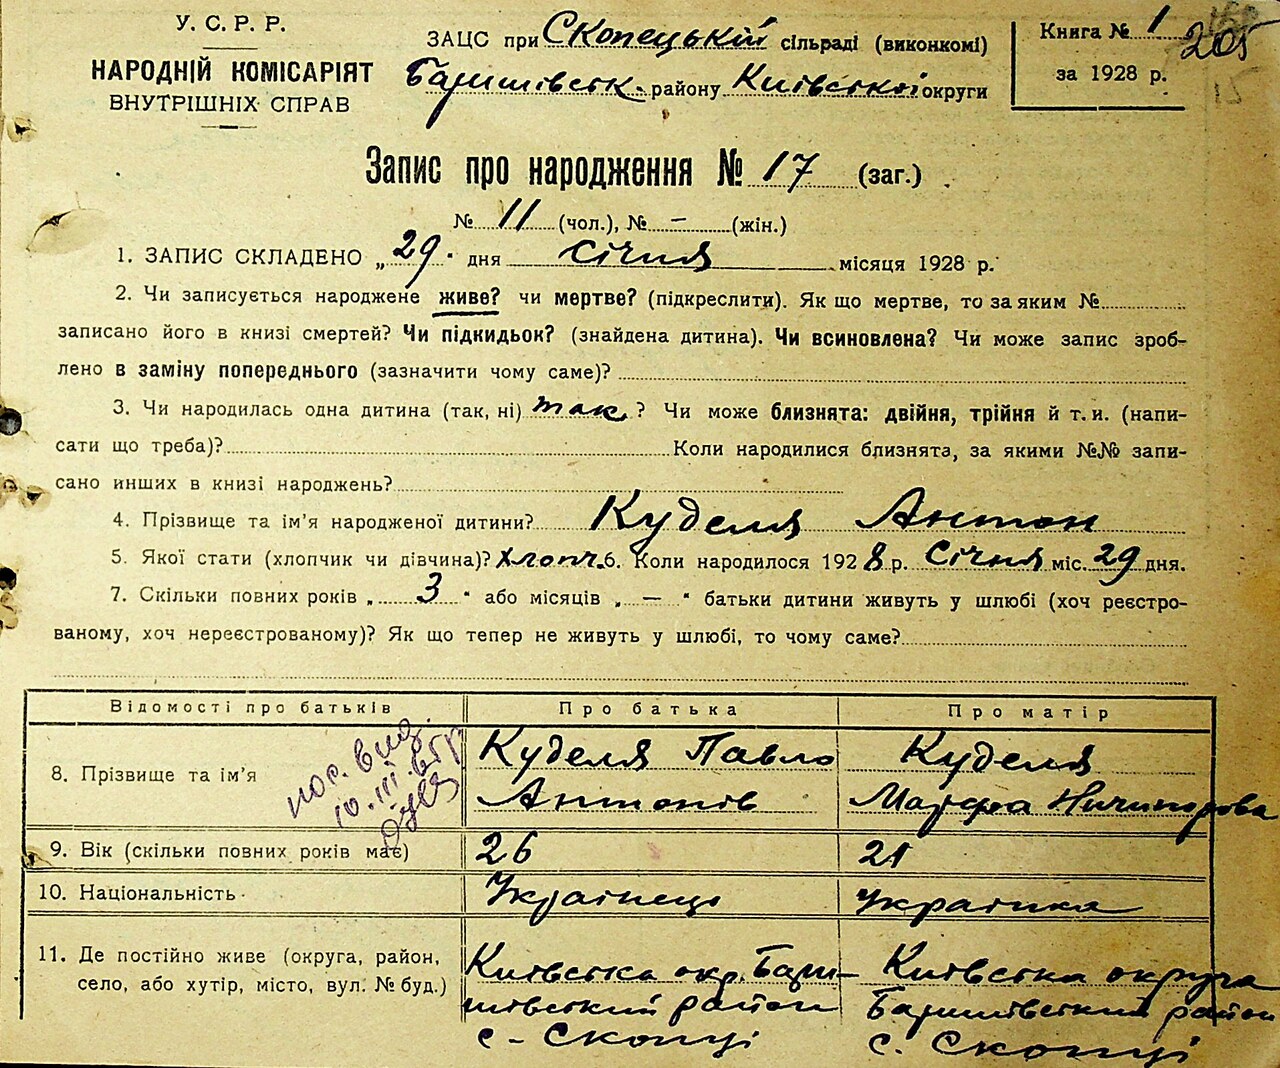 У. С. Р. Р.
НАРОДНІЙ КОМІСАРІЯТ
ВНУТРІШНІХ СПРАВ
ЗАЦС при Скопецькій сільраді (виконкомі)
Баришівськ. району Київської округи
Книга № 1
205
за 1928 р.
15
Запис про народження № 17 (заг.)
№ 11 (чол.), № – (жін.)
1. ЗАПИС СКЛАДЕНО „29" дня січня місяця 1928 р.
2. Чи записується народжене живе? чи мертве? (підкреслити). Як що мертве, то за яким №
записано його в книзі смертей? Чи підкидьок? (знайдена дитина). Чи всиновлена? Чи може запис зроб-
лено в заміну попереднього (зазначити чому саме)?
3. Чи народилась одна дитина (так, ні) так ? Чи може близнята: двійня, трійня й т. и. (напи-
сати що треба)? Коли народилися близнята, за якими №№ запи-
сано инших в книзі народжень?
4. Прізвище та ім'я народженої дитини? Куделя Антон
5. Якої стати (хлопчик чи дівчина)? Хлопч. 6. Коли народилося 1928 р. Січня міс. 29 дня.
7. Скільки повних років „ 3 " або місяців „ — " батьки дитини живуть у шлюбі (хоч реєстро-
ваному, хоч нереєстрованому)? Як що тепер не живуть у шлюбі, то чому саме?
Відомості про батьків Про батька Про матір
8. Прізвище та ім'я
пос. вид.
10. III.
Куделя Павло
Антонів
Куделя
Марфа Ничипорова
9. Вік (скільки повних років має) 26 21
10. Національність Українець Українка
11. Де постійно живе (округа, район,
село, або хутір, місто, вул. № буд.)
Київська окр. Бари-
шівський район
с. Скопці
Київська округа
Баришівський район
с. Скопці